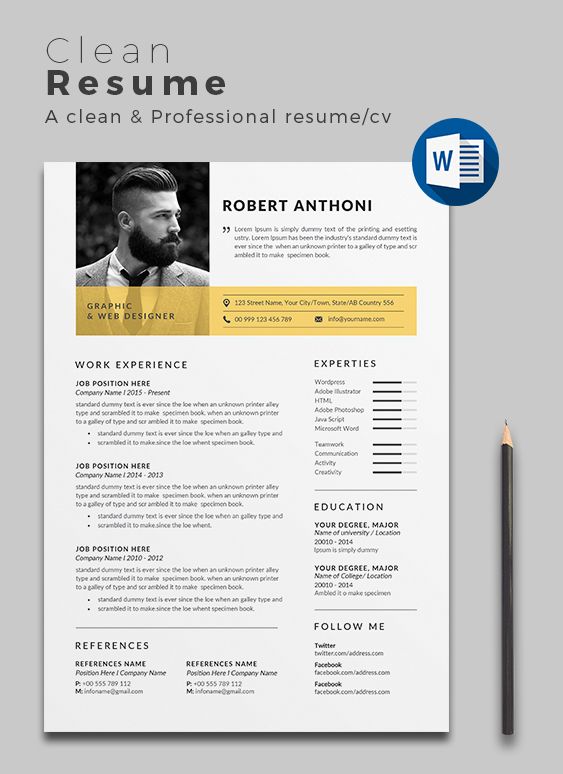 Clean
Resume
A clean & Professional resume/cv
W
ROBERT ANTHONI
” Lorem Ipsum is simply dummy text of the printing and esetting
ustry. Lorem Ipsum has been the industry's standard dummy text
ever since the when an unknown printer took a galley of type and scr
ambled it to make specimen book.
GRAPHIC
& WEB DESIGNER
123 Street Name, Your City/Town, State/AB Country 556
00 999 123 456 789 info@yourname.com
WORK EXPERIENCE
JOB POSITION HERE
Company Name I 2015 - Present
standard dummy text is ever since the loe when an unknown printer alley
type and scrambled it to make specimen book, when an unknown printer
to a galley of type and scrambled it to make specimen book.
• standard dummy text is ever since the loe when an galley type and
• scrambled it to make.since the loe whent specimen book.
JOB POSITION HERE
Company Name I 2014 - 2013
standard dummy text is ever since the loe when an unknown printer alley
type and scrambled it to make specimen book, when an unknown printer
to a galley of type and scrambled it to make specimen book.
• standard dummy text is ever since the loe when an galley type and
• scrambled it to make.since the loe whent.
JOB POSITION HERE
Company Name I 2010 - 2012
standard dummy text is ever since the loe when an unknown printer alley
type and scrambled it to make specimen book, when an unknown printer
to a galley of type and scrambled it to make specimen book.
• standard dummy text is ever since the loe when an galley type and
• scrambled it to make.since the loe whent specimen book.
REFERENCES
REFERENCES NAME
Position Here I Company Name
P: +00 555 789 112
M: infoname@gmail.com
REFERENCES NAME
Position Here I Company Name
P: +00 555 789 112
M: infoname@gmail.com
EXPERTIES
Wordpress
Adobe Illustrator
HTML
Adobe Photoshop
Java Script
Microsoft Word
Teamwork
Communication
Activity
Creativity
EDUCATION
YOUR DEGREE, MAJOR
Name of university / Location
20010 - 2014
Ipsum is simply dummy
YOUR DEGREE, MAJOR
Name of College/ Location
20010 - 2014
Ambled it o make specimen
FOLLOW ME
Twitter
twitter.com/address.com
Facebook
facebook.com/address.com
Facebook
facebook.com/address.com